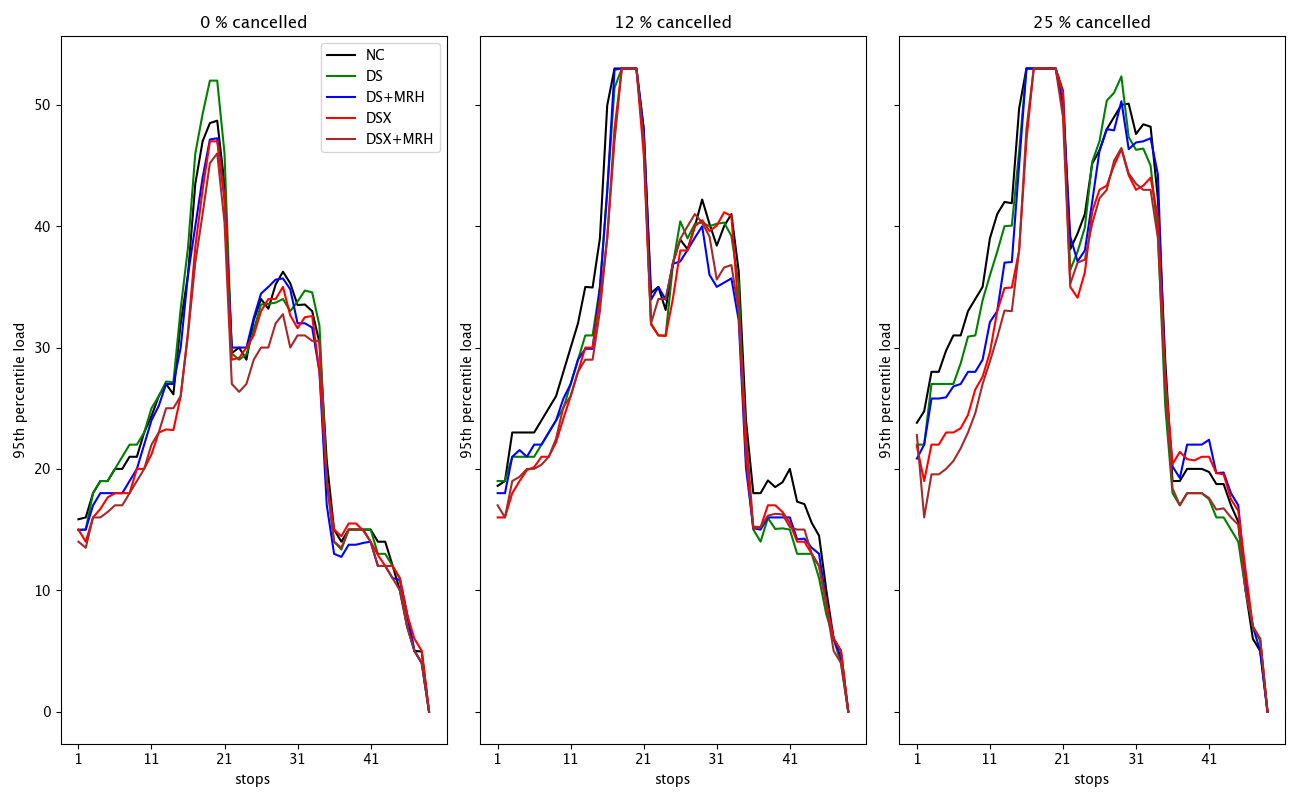 0 % cancelled
12 % cancelled
25 % cancelled
NC
DS
DS+MRH
DSX
DSX+MRH
95th percentile load
95th percentile load
95th percentile load
50
40
30
20
10
0
1 11 21 31 41
1 11 21 31 41
1 11 21 31 41
stops
stops
stops